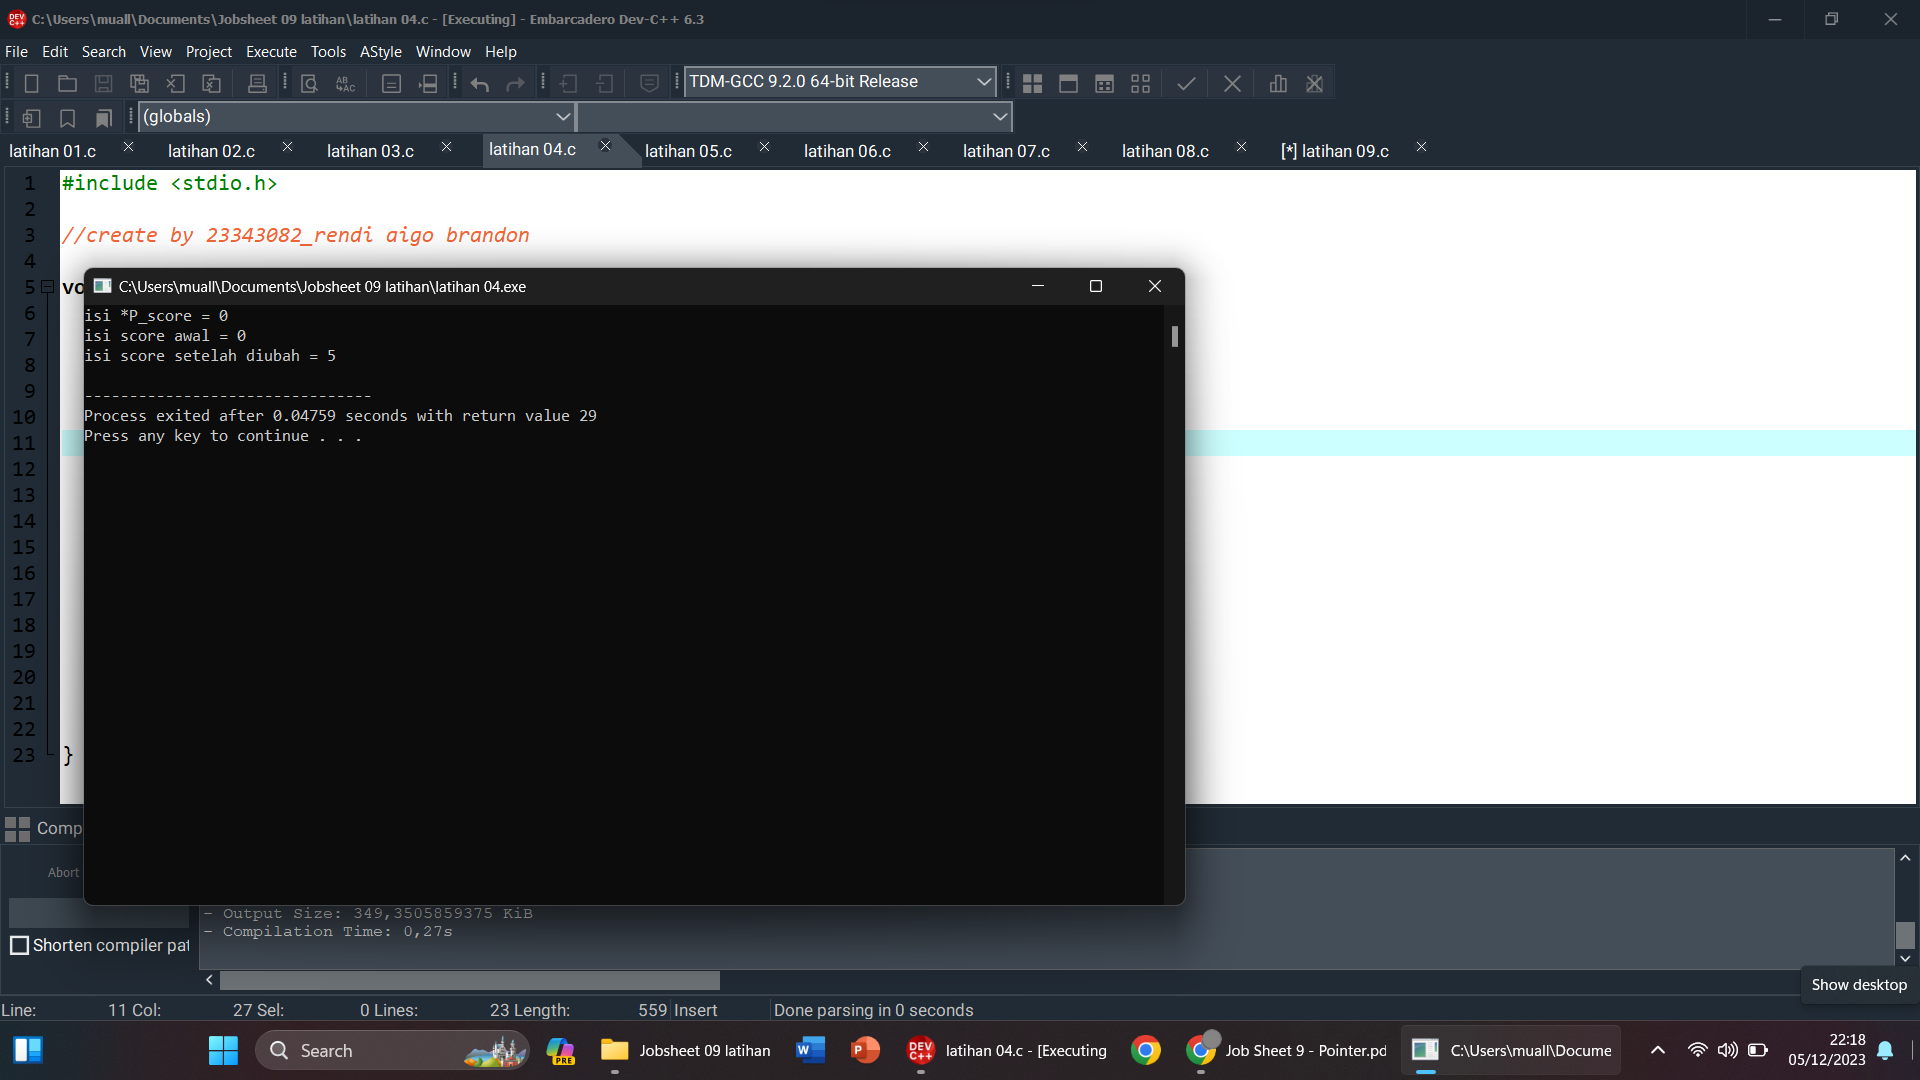 C:\Users\muall\Documents\Jobsheet 09 latihan\latihan 04.c - [Executing] - Embarcadero Dev-C++ 6.3
File Edit Search View Project Execute Tools AStyle Window Help
TDM-GCC 9.2.0 64-bit Release
(globals)
latihan 01.c latihan 02.c latihan 03.c latihan 04.c latihan 05.c latihan 06.c latihan 07.c latihan 08.c [*] latihan 09.c
1 #include <stdio.h>
2
3 //create by 23343082_rendi aigo brandon
4
5 vo
6
7
8
9
10
11
12
13
14
15
16
17
18
19
20
21
22
23 }
C:\Users\muall\Documents\Jobsheet 09 latihan\latihan 04.exe
isi *P_score = 0
isi score awal = 0
isi score setelah diubah = 5
--------------------------------
Process exited after 0.04759 seconds with return value 29
Press any key to continue . . .
Comp
Abort
Shorten compiler pat
- Output Size: 349,3505859375 KiB
- Compilation Time: 0,27s
Show desktop
Line: 11 Col: 27 Sel: 0 Lines: 23 Length: 559 Insert Done parsing in 0 seconds
Search
PRE
Jobsheet 09 latihan
latihan 04.c - [Executing
Job Sheet 9 - Pointer.pd
C:\Users\muall\Docume
22:18
05/12/2023